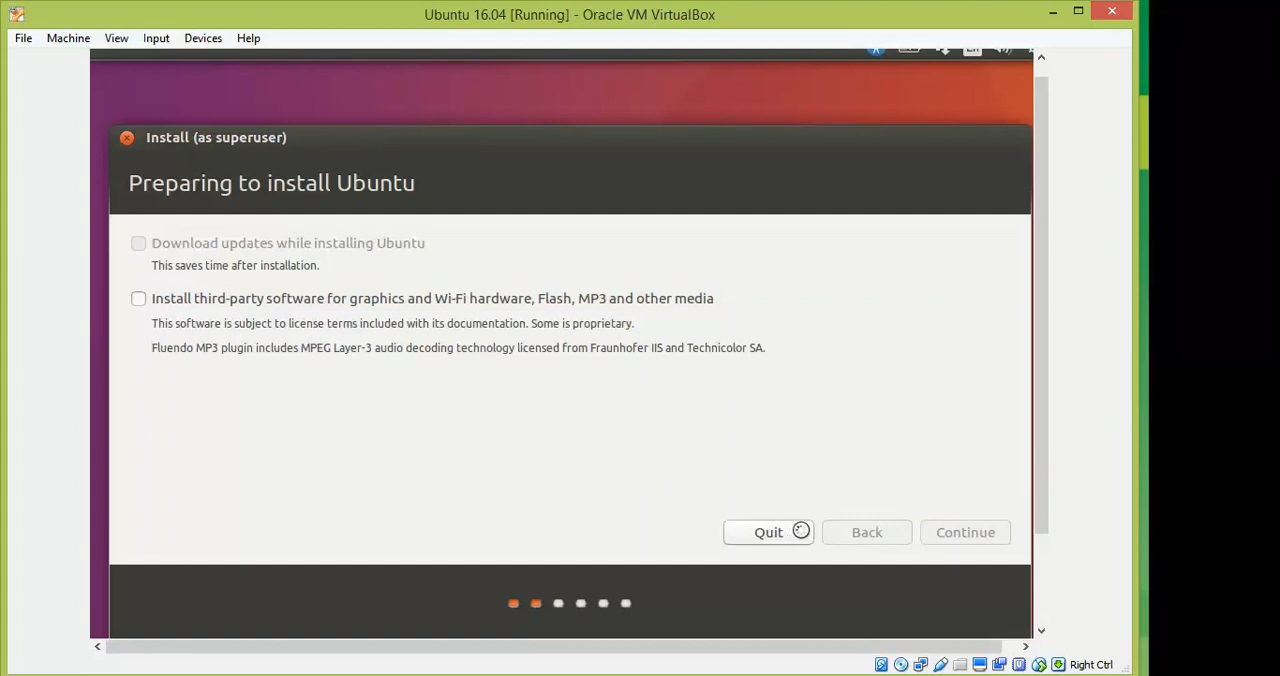 Ubuntu 16.04 [Running] - Oracle VM VirtualBox
File Machine View Input Devices Help
Install (as superuser)
Preparing to install Ubuntu
Download updates while installing Ubuntu
This saves time after installation.
Install third-party software for graphics and Wi-Fi hardware, Flash, MP3 and other media
This software is subject to license terms included with its documentation. Some is proprietary.
Fluendo MP3 plugin includes MPEG Layer-3 audio decoding technology licensed from Fraunhofer IIS and Technicolor SA.
Quit Back Continue
Right Ctrl